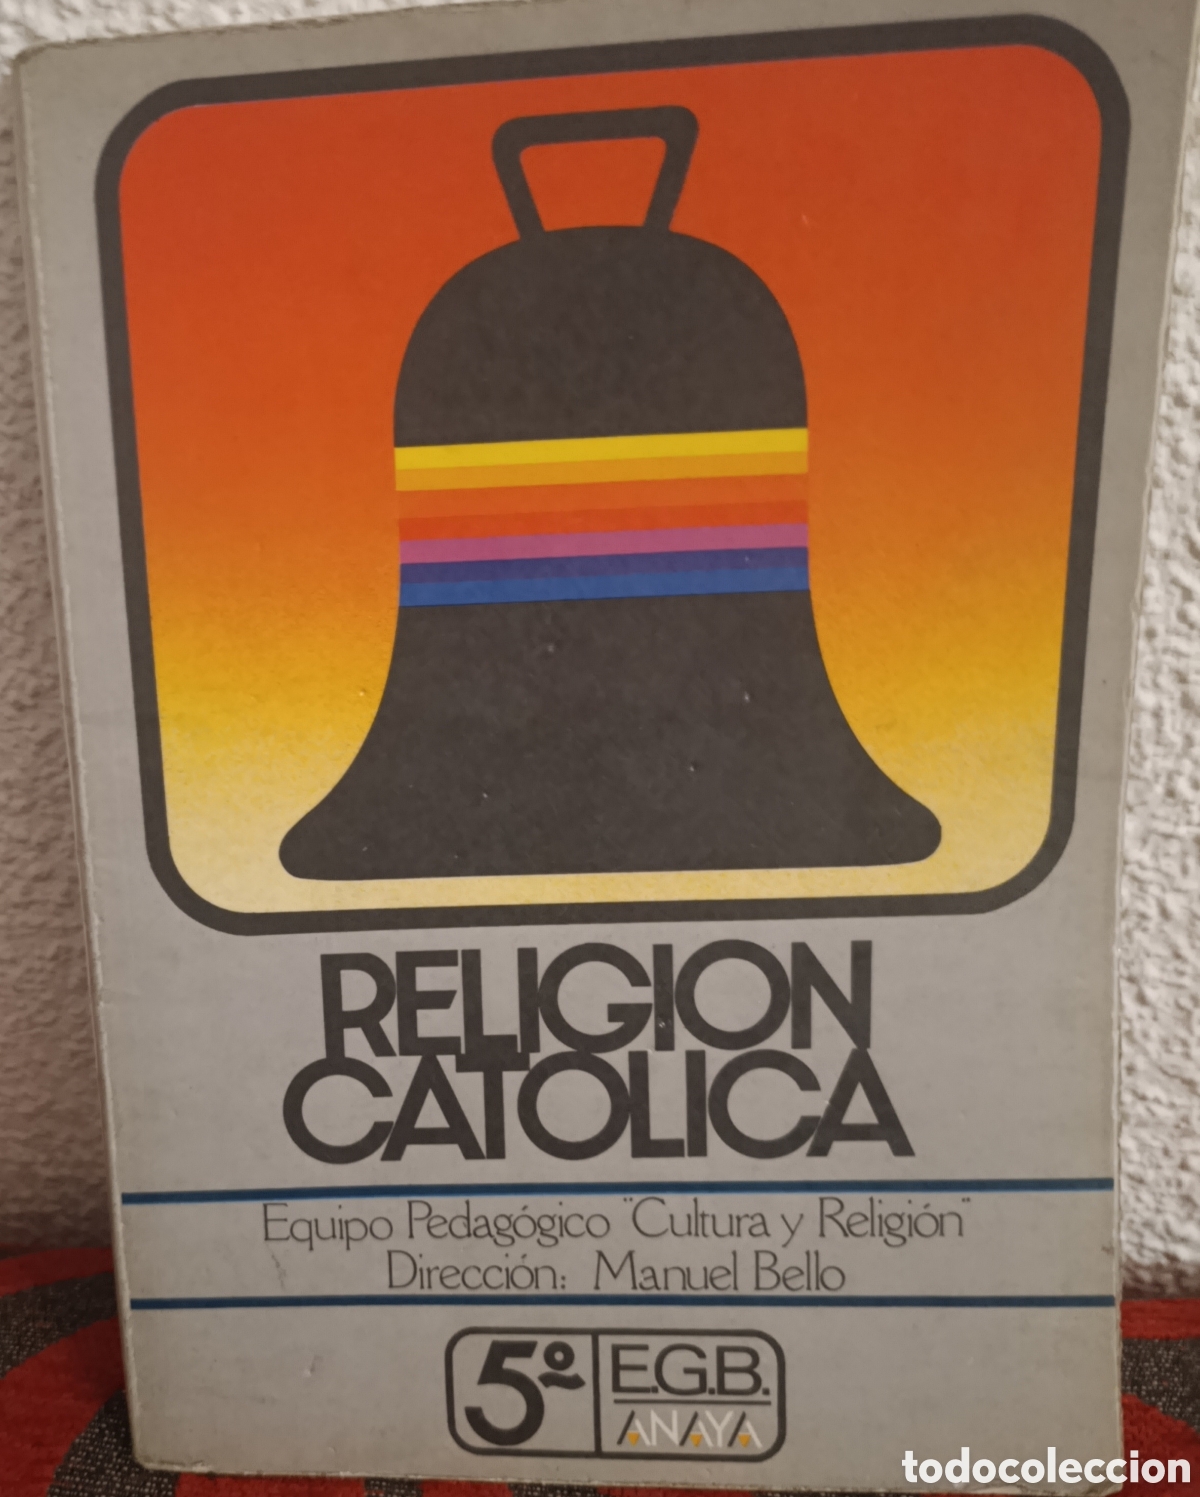 RELIGION
CATOLICA
Equipo Pedagógico "Cultura y Religión"
Dirección: Manuel Bello
5º
E.G.B.
ANAYA
todocoleccion